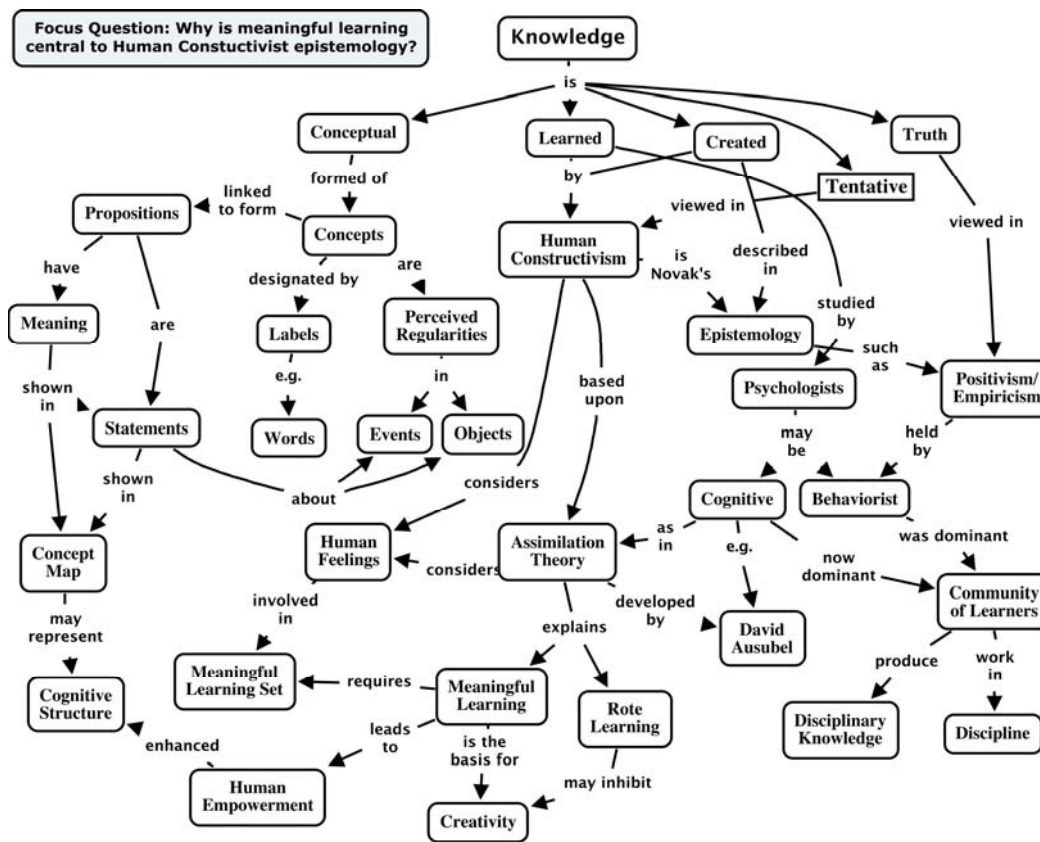 Focus Question: Why is meaningful learning
central to Human Constuctivist epistemology?
Knowledge
is
Conceptual
Learned
Created
Truth
Tentative
formed of
by
linked
to form
Propositions
Concepts
viewed in
viewed in
Human
Constructivism
is
Novak's
described
in
have
designated by
are
Meaning
are
Labels
Perceived
Regularities
Epistemology
studied
by
such
as
shown
in
e.g.
in
based
upon
Psychologists
Positivism/
Empiricism
Statements
Words
Events
Objects
may
be
held
by
shown
in
about
considers
Cognitive
Behaviorist
Concept
Map
Human
Feelings
considers
Assimilation
Theory
as
in
e.g.
now
dominant
was dominant
may
represent
involved
in
explains
developed
by
David
Ausubel
Community
of Learners
Cognitive
Structure
Meaningful
Learning Set
requires
Meaningful
Learning
Rote
Learning
produce
work
in
Disciplinary
Knowledge
Discipline
enhanced
leads
to
is the
basis for
may inhibit
Human
Empowerment
Creativity